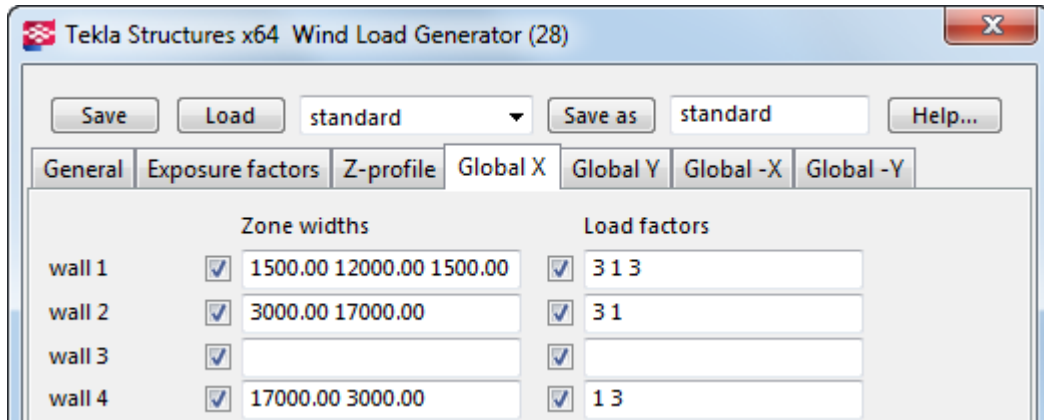 Tekla Structures x64 Wind Load Generator (28)
Save Load standard Save as standard Help...
General Exposure factors Z-profile Global X Global Y Global -X Global -Y
Zone widths Load factors
wall 1 1500.00 12000.00 1500.00 3 1 3
wall 2 3000.00 17000.00 3 1
wall 3
wall 4 17000.00 3000.00 1 3